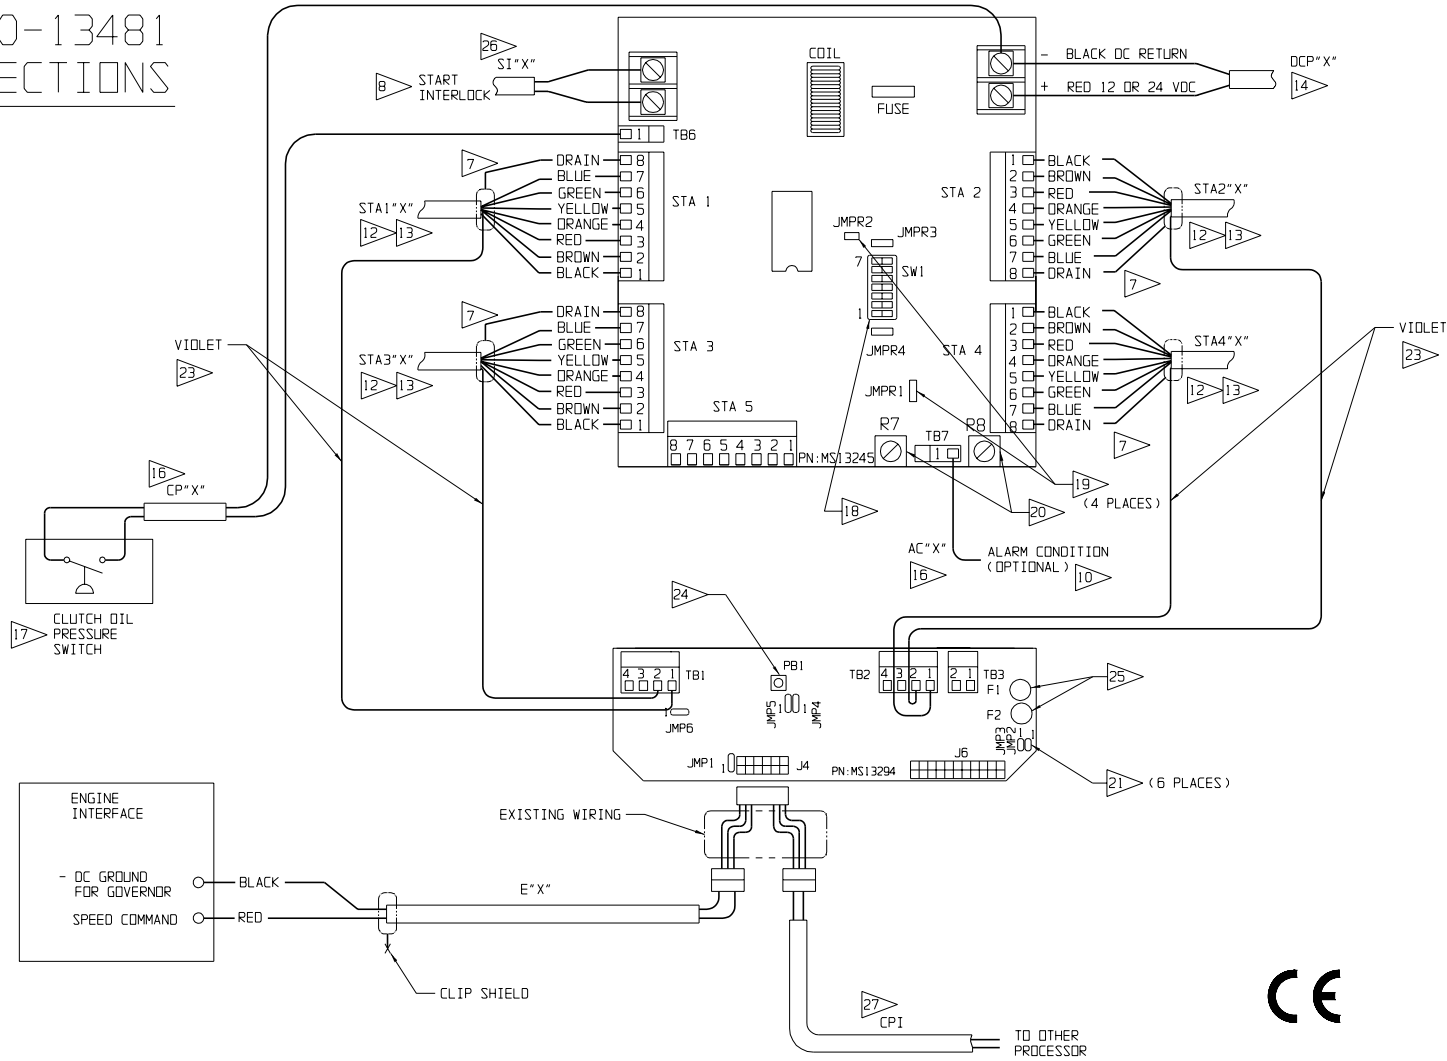 O-13481
ECTIONS
26
SI"X"
8
START
INTERLOCK
COIL
FUSE
- BLACK DC RETURN
+ RED 12 OR 24 VDC
DCP"X"
14
1
TB6
7
DRAIN 8
BLUE 7
GREEN 6
YELLOW 5
ORANGE 4
RED 3
BROWN 2
BLACK 1
STA1"X"
12 13
STA 1
STA 2
1 BLACK
2 BROWN
3 RED
4 ORANGE
5 YELLOW
6 GREEN
7 BLUE
8 DRAIN
STA2"X"
12 13
7
JMPR2
JMPR3
7
SW1
1
JMPR4
JMPR1
7
DRAIN 8
BLUE 7
GREEN 6
YELLOW 5
ORANGE 4
RED 3
BROWN 2
BLACK 1
STA3"X"
12 13
STA 3
STA 4
1 BLACK
2 BROWN
3 RED
4 ORANGE
5 YELLOW
6 GREEN
7 BLUE
8 DRAIN
STA4"X"
12 13
7
VIOLET
23
VIOLET
23
STA 5
8 7 6 5 4 3 2 1
PN:MS13245
R7
TB7
1
R8
16
CP"X"
18
20
19
(4 PLACES)
AC"X"
16
ALARM CONDITION
(OPTIONAL)
10
17
CLUTCH OIL
PRESSURE
SWITCH
24
4 3 2 1
TB1
PB1
TB2
4 3 2 1
2 1
TB3
F1
F2
25
1
JMP6
JMP5
1
1
JMP4
JMP3
JMP2
1
1
JMP1
1
J4
PN:MS13294
J6
21
(6 PLACES)
EXISTING WIRING
ENGINE
INTERFACE
- DC GROUND
FOR GOVERNOR
BLACK
SPEED COMMAND
RED
E"X"
CLIP SHIELD
27
CPI
TO OTHER
PROCESSOR
CE